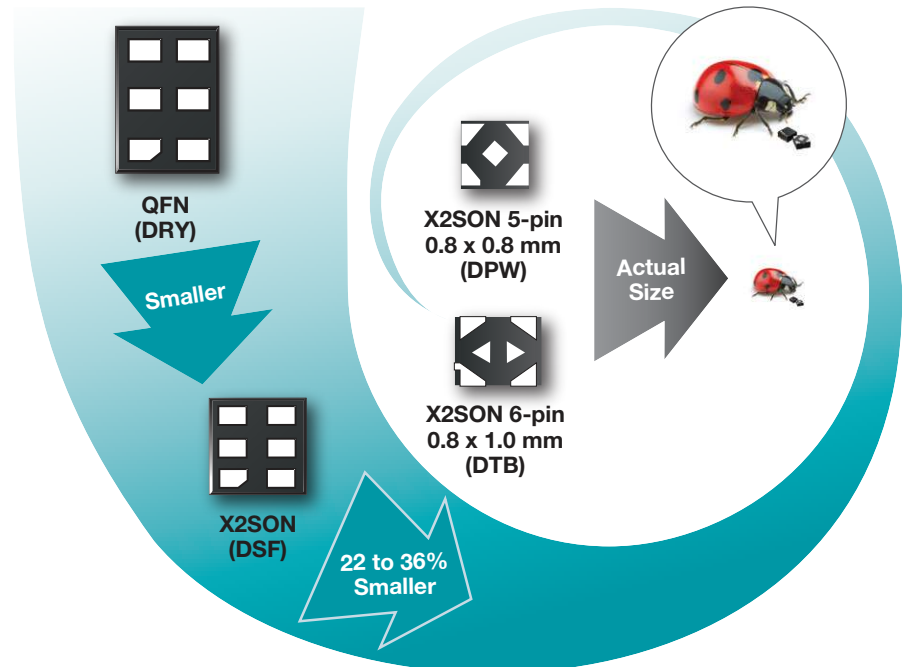 QFN
(DRY)
Smaller
X2SON
(DSF)
22 to 36%
Smaller
X2SON 5-pin
0.8 x 0.8 mm
(DPW)
X2SON 6-pin
0.8 x 1.0 mm
(DTB)
Actual
Size